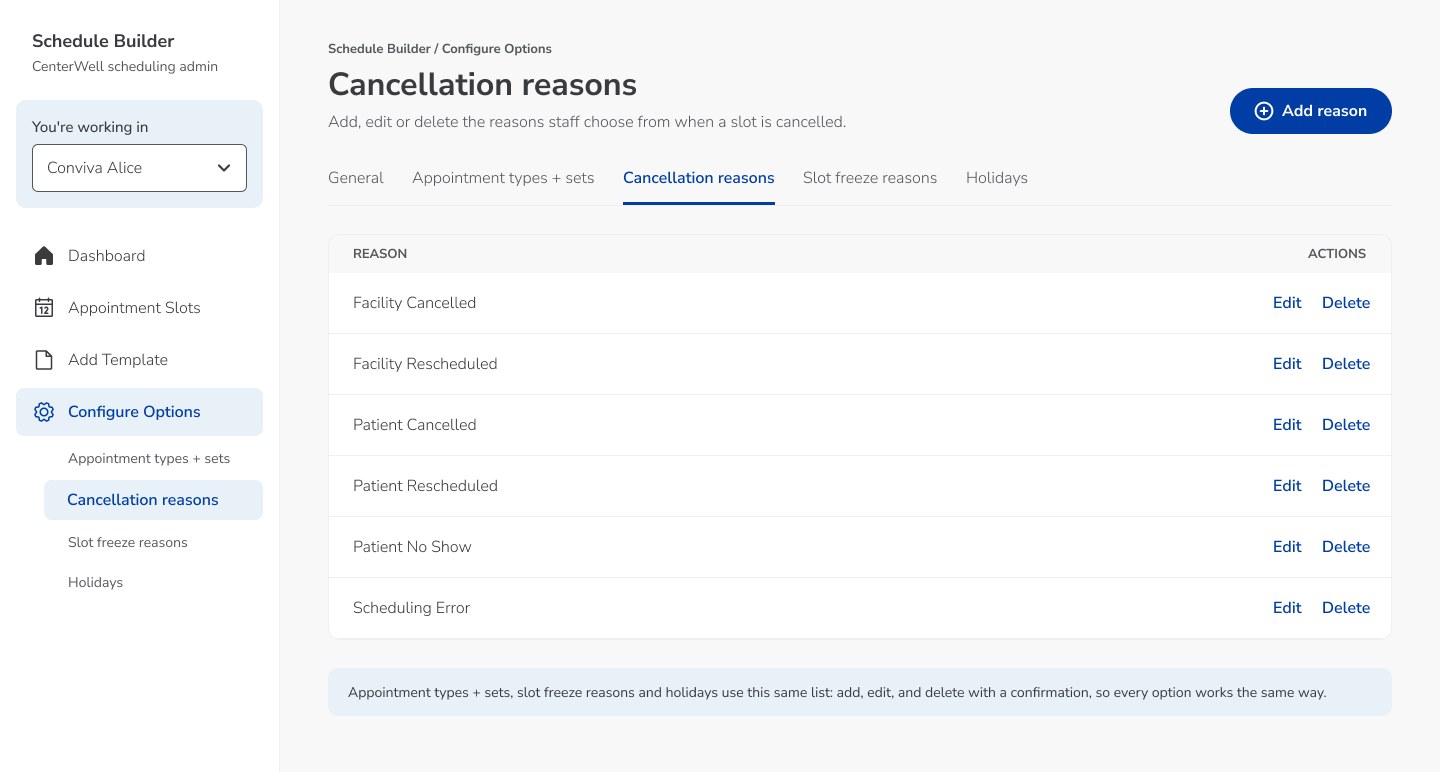 Schedule Builder
CenterWell scheduling admin
You're working in
Conviva Alice
Dashboard
12
Appointment Slots
Add Template
Configure Options
Appointment types + sets
Cancellation reasons
Slot freeze reasons
Holidays
Schedule Builder / Configure Options
Cancellation reasons
Add, edit or delete the reasons staff choose from when a slot is cancelled.
Add reason
General Appointment types + sets Cancellation reasons Slot freeze reasons Holidays
REASON ACTIONS
Facility Cancelled Edit Delete
Facility Rescheduled Edit Delete
Patient Cancelled Edit Delete
Patient Rescheduled Edit Delete
Patient No Show Edit Delete
Scheduling Error Edit Delete
Appointment types + sets, slot freeze reasons and holidays use this same list: add, edit, and delete with a confirmation, so every option works the same way.